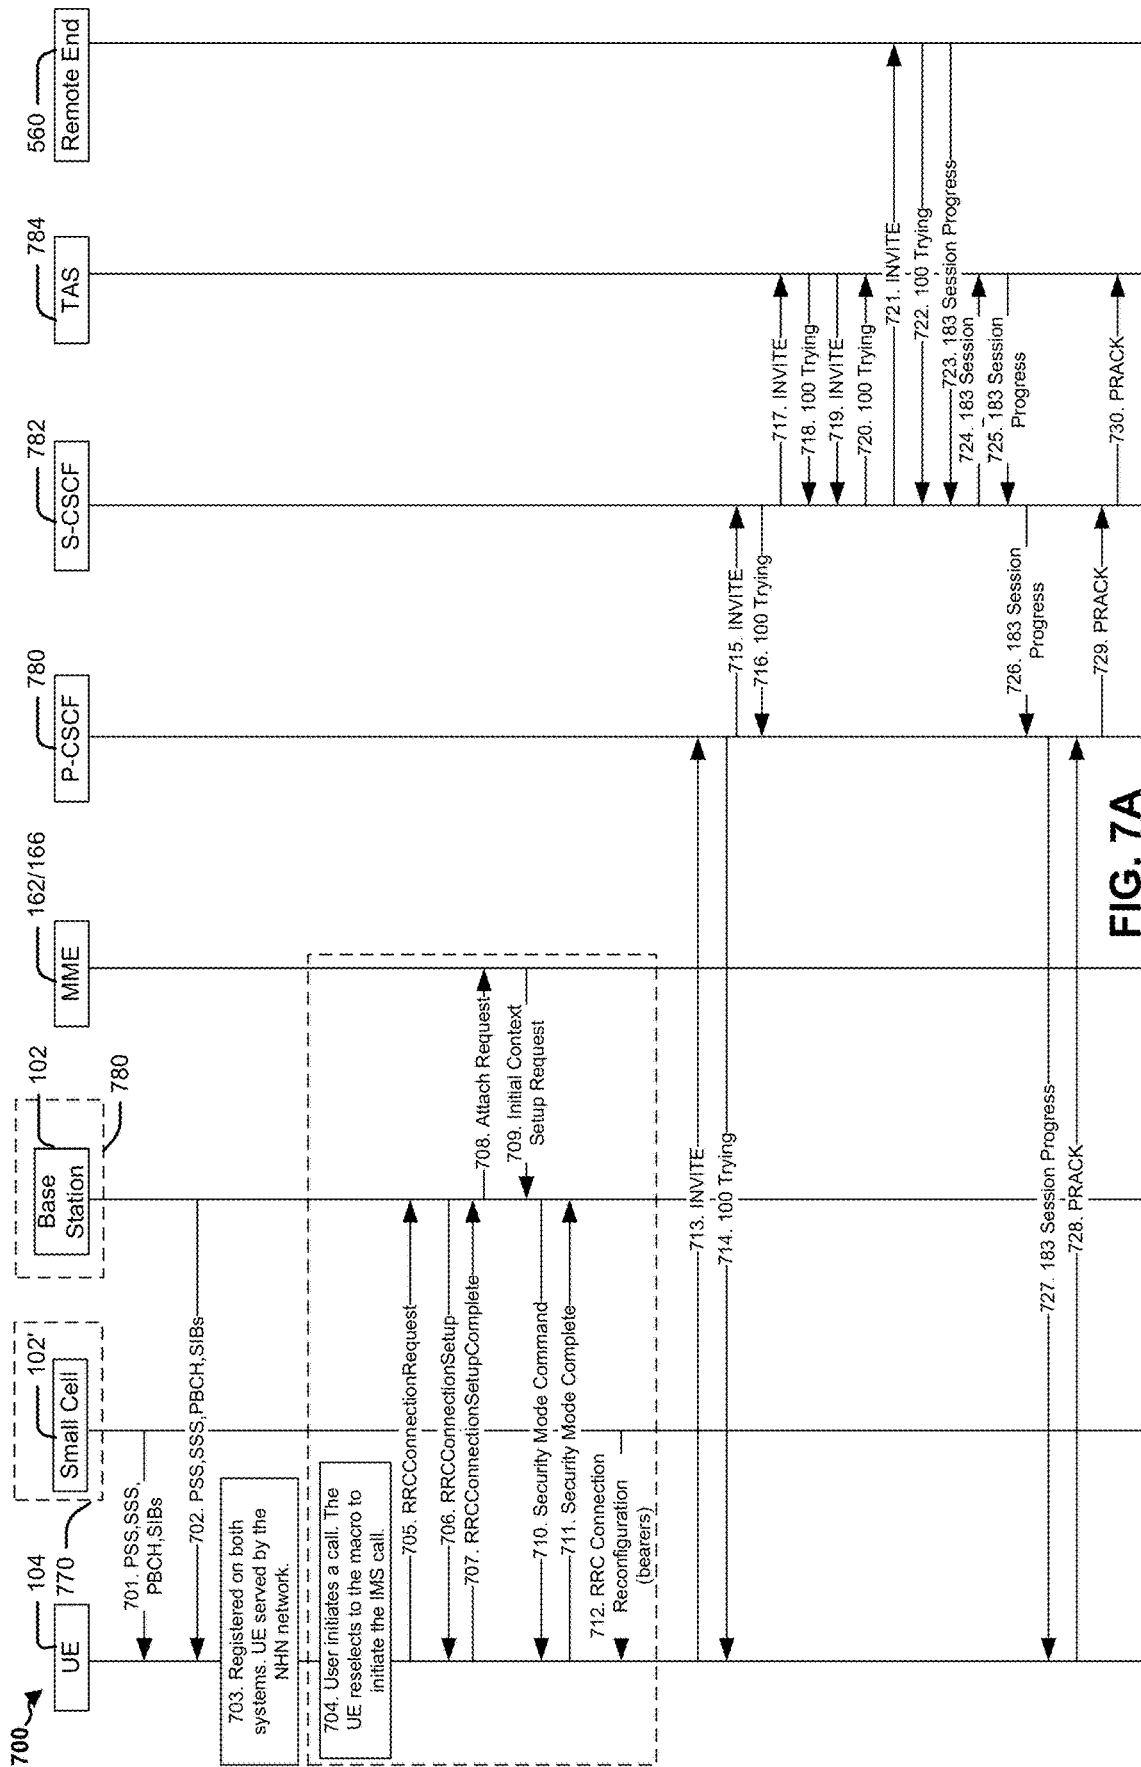 700
104
UE
770
102'
Small Cell
102
Base
Station
780
162/166
MME
780
P-CSCF
782
S-CSCF
784
TAS
560
Remote End
701. PSS,SSS,
PBCH,SIBs
702. PSS,SSS,PBCH,SIBs
703. Registered on both
systems. UE served by the
NHN network.
704. User initiates a call. The
UE reselects to the macro to
initiate the IMS call.
705. RRCConnectionRequest
706. RRCConnectionSetup
707. RRCConnectionSetupComplete
708. Attach Request
709. Initial Context
Setup Request
710. Security Mode Command
711. Security Mode Complete
712. RRC Connection
Reconfiguration
(bearers)
713. INVITE
714. 100 Trying
715. INVITE
716. 100 Trying
717. INVITE
718. 100 Trying
719. INVITE
720. 100 Trying
721. INVITE
722. 100 Trying
723. 183 Session Progress
724. 183 Session
725. 183 Session
Progress
726. 183 Session
Progress
727. 183 Session Progress
728. PRACK
729. PRACK
730. PRACK
FIG. 7A